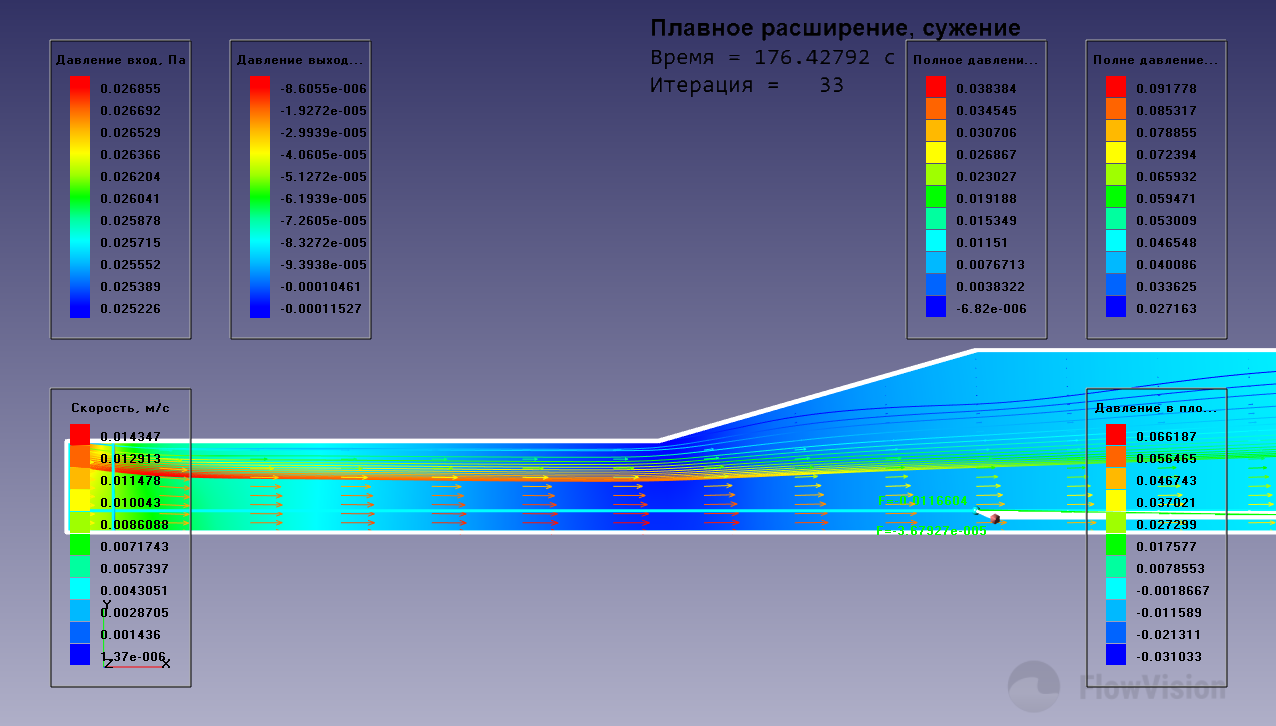 Плавное расширение, сужение
Время = 176.42792 с
Итерация = 33
Давление вход, Па
0.026855
0.026692
0.026529
0.026366
0.026204
0.026041
0.025878
0.025715
0.025552
0.025389
0.025226
Давление выход...
-8.6055e-006
-1.9272e-005
-2.9939e-005
-4.0605e-005
-5.1272e-005
-6.1939e-005
-7.2605e-005
-8.3272e-005
-9.3938e-005
-0.00010461
-0.00011527
Полное давлени...
0.038384
0.034545
0.030706
0.026867
0.023027
0.019188
0.015349
0.01151
0.0076713
0.0038322
-6.82e-006
Полне давление...
0.091778
0.085317
0.078855
0.072394
0.065932
0.059471
0.053009
0.046548
0.040086
0.033625
0.027163
Скорость, м/с
0.014347
0.012913
0.011478
0.010043
0.0086088
0.0071743
0.0057397
0.0043051
0.0028705
0.001436
1.37e-006
Y
Z X
F= 0.0116604
Давление в пло...
0.066187
0.056465
0.046743
0.037021
0.027299
0.017577
0.0078553
-0.0018667
-0.011589
-0.021311
-0.031033
FlowVision